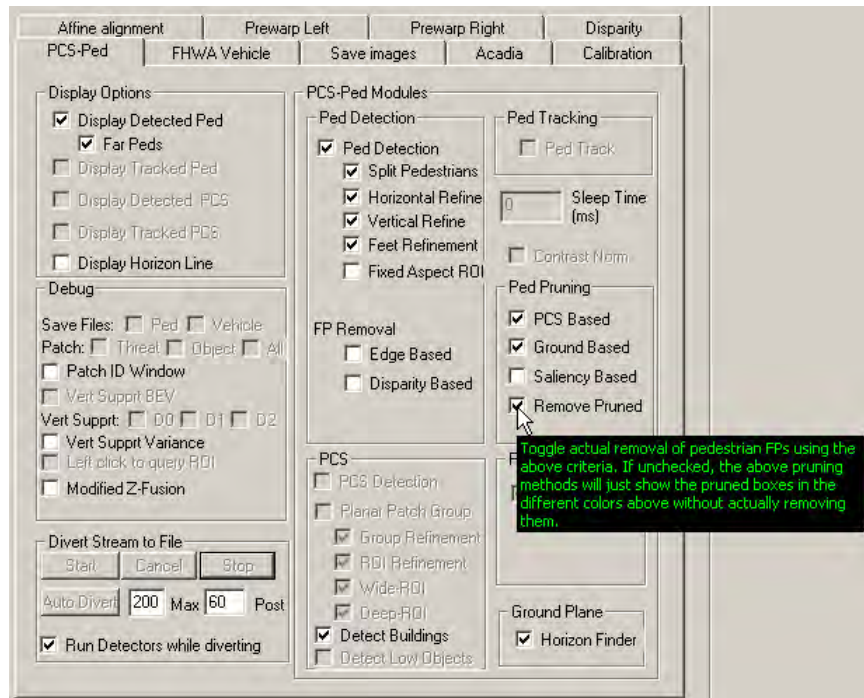 Affine alignment
Prewarp Left
Prewarp Right
Disparity
PCS-Ped
FHWA Vehicle
Save images
Acadia
Calibration
Display Options
Display Detected Ped
Far Peds
Display Tracked Ped
Display Detected PCS
Display Tracked PCS
Display Horizon Line
Debug
Save Files: Ped Vehicle
Patch: Threat Object All
Patch ID Window
Vert Supprt BEV
Vert Supprt: D0 D1 D2
Vert Supprt Variance
Left click to query ROI
Modified Z-Fusion
Divert Stream to File
Start Cancel Stop
Auto Divert 200 Max 60 Post
Run Detectors while diverting
PCS-Ped Modules
Ped Detection
Ped Detection
Split Pedestrians
Horizontal Refine
Vertical Refine
Feet Refinement
Fixed Aspect ROI
FP Removal
Edge Based
Disparity Based
PCS
PCS Detection
Planar Patch Group
Group Refinement
ROI Refinement
Wide-ROI
Deep-ROI
Detect Buildings
Detect Low Objects
Ped Tracking
Ped Track
0 Sleep Time
(ms)
Contrast Norm
Ped Pruning
PCS Based
Ground Based
Saliency Based
Remove Pruned
Toggle actual removal of pedestrian FPs using the
above criteria. If unchecked, the above pruning
methods will just show the pruned boxes in the
different colors above without actually removing
them.
Ground Plane
Horizon Finder